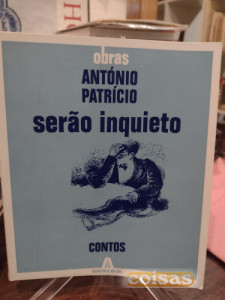 obras
ANTÓNIO
PATRÍCIO
serão inquieto
CONTOS
coisas